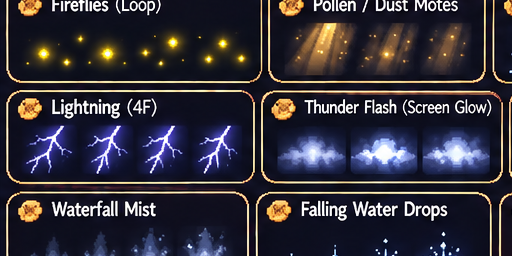 Fireflies (Loop)
Pollen / Dust Motes
Lightning (4F)
Thunder Flash (Screen Glow)
Waterfall Mist
Falling Water Drops